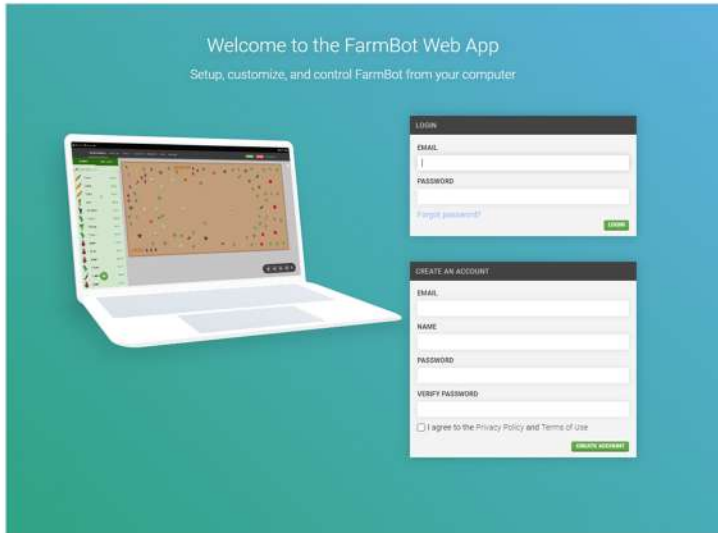 Welcome to the FarmBot Web App
Setup, customize, and control FarmBot from your computer
LOGIN
EMAIL
PASSWORD
Forgot password?
LOGIN
CREATE AN ACCOUNT
EMAIL
NAME
PASSWORD
VERIFY PASSWORD
I agree to the Privacy Policy and Terms of Use
CREATE ACCOUNT